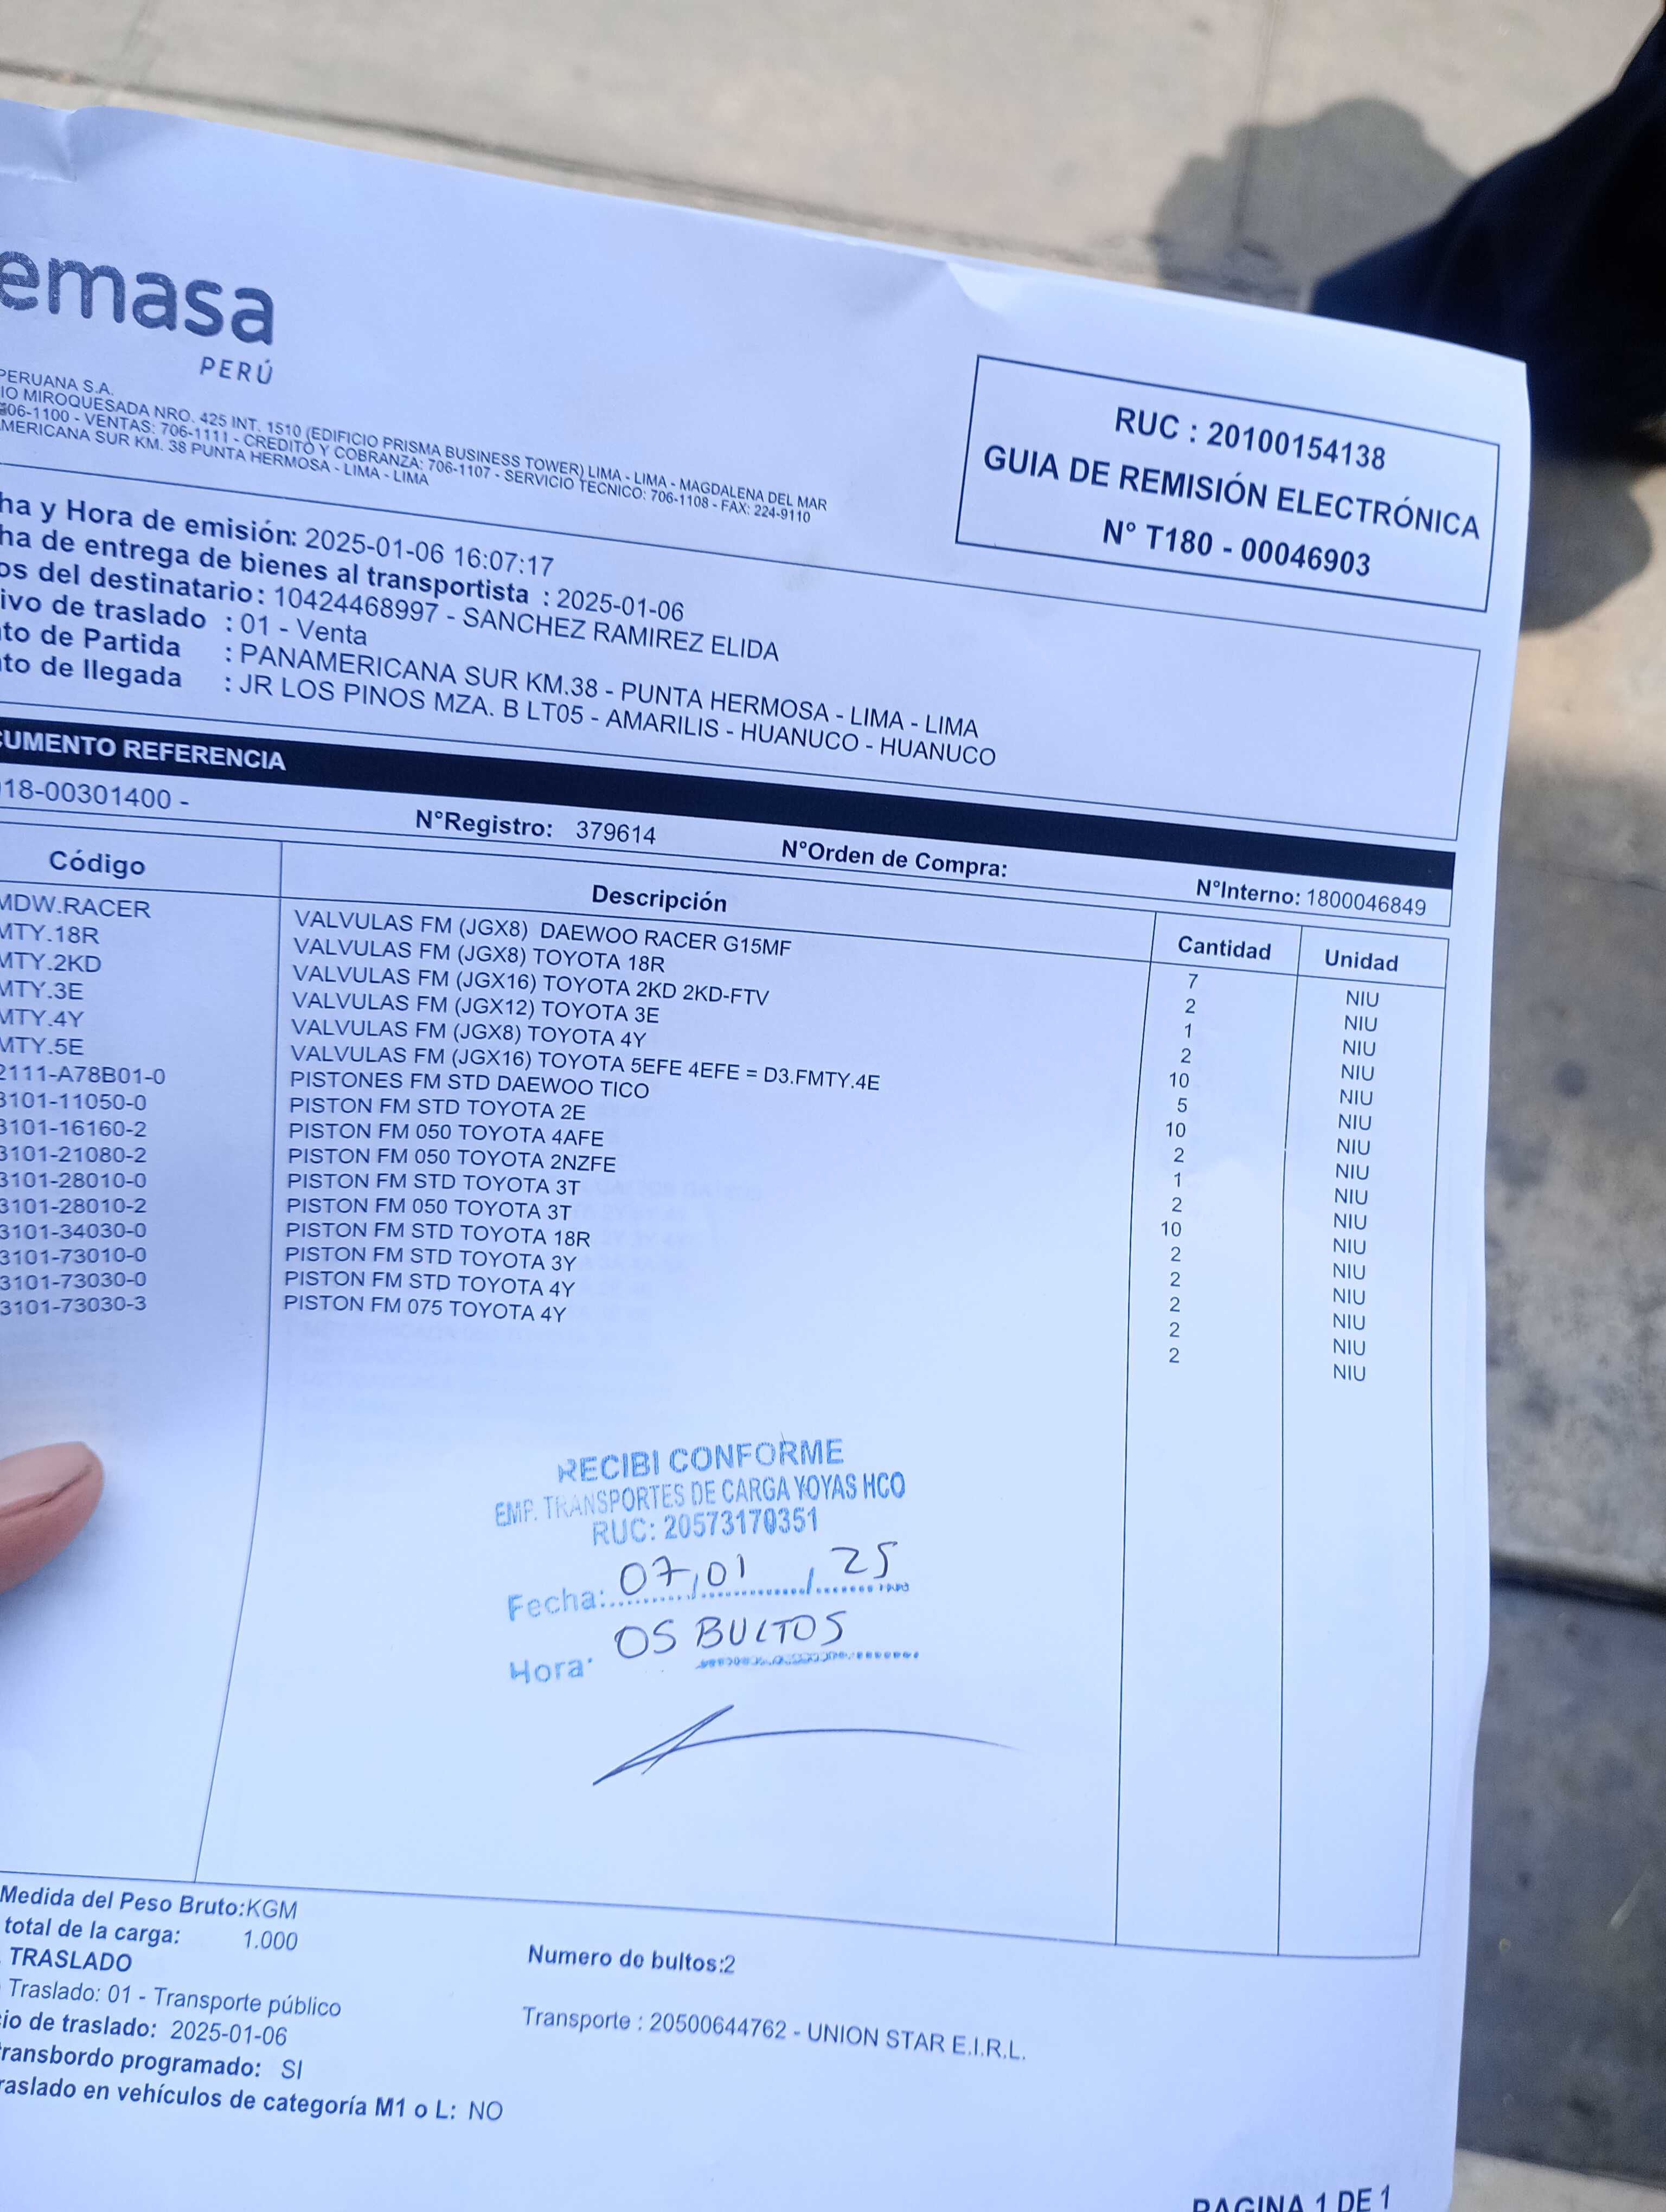 emasa
PERÚ
PERUANA S.A.
IO MIROQUESADA NRO. 425 INT. 1510 (EDIFICIO PRISMA BUSINESS TOWER) LIMA - LIMA - MAGDALENA DEL MAR
06-1100 - VENTAS: 706-1111 - CREDITO Y COBRANZA: 706-1107 - SERVICIO TECNICO: 706-1108 - FAX: 224-9110
MERICANA SUR KM. 38 PUNTA HERMOSA - LIMA - LIMA
RUC : 20100154138
GUIA DE REMISIÓN ELECTRÓNICA
N° T180 - 00046903
ha y Hora de emisión: 2025-01-06 16:07:17
ha de entrega de bienes al transportista : 2025-01-06
os del destinatario : 10424468997 - SANCHEZ RAMIREZ ELIDA
ivo de traslado : 01 - Venta
to de Partida : PANAMERICANA SUR KM.38 - PUNTA HERMOSA - LIMA - LIMA
to de llegada : JR LOS PINOS MZA. B LT05 - AMARILIS - HUANUCO - HUANUCO
CUMENTO REFERENCIA
018-00301400 - N°Registro: 379614 N°Orden de Compra: N°Interno: 1800046849
Código Descripción Cantidad Unidad
MDW.RACER VALVULAS FM (JGX8) DAEWOO RACER G15MF 7 NIU
MTY.18R VALVULAS FM (JGX8) TOYOTA 18R 2 NIU
MTY.2KD VALVULAS FM (JGX16) TOYOTA 2KD 2KD-FTV 1 NIU
MTY.3E VALVULAS FM (JGX12) TOYOTA 3E 2 NIU
MTY.4Y VALVULAS FM (JGX8) TOYOTA 4Y 10 NIU
MTY.5E VALVULAS FM (JGX16) TOYOTA 5EFE 4EFE = D3.FMTY.4E 5 NIU
2111-A78B01-0 PISTONES FM STD DAEWOO TICO 10 NIU
3101-11050-0 PISTON FM STD TOYOTA 2E 2 NIU
3101-16160-2 PISTON FM 050 TOYOTA 4AFE 1 NIU
3101-21080-2 PISTON FM 050 TOYOTA 2NZFE 2 NIU
3101-28010-0 PISTON FM STD TOYOTA 3T 10 NIU
3101-28010-2 PISTON FM 050 TOYOTA 3T 2 NIU
3101-34030-0 PISTON FM STD TOYOTA 18R 2 NIU
3101-73010-0 PISTON FM STD TOYOTA 3Y 2 NIU
3101-73030-0 PISTON FM STD TOYOTA 4Y 2 NIU
3101-73030-3 PISTON FM 075 TOYOTA 4Y 2 NIU
RECIBI CONFORME
EMP. TRANSPORTES DE CARGA YOYAS HCO
RUC: 20573170351
Fecha: 07/01/25
05 BULTOS
Hora:
Medida del Peso Bruto:KGM
total de la carga: 1.000 Numero de bultos:2
TRASLADO
Traslado: 01 - Transporte público Transporte : 20500644762 - UNION STAR E.I.R.L.
cio de traslado: 2025-01-06
transbordo programado: SI
raslado en vehículos de categoría M1 o L: NO
PAGINA 1 DE 1